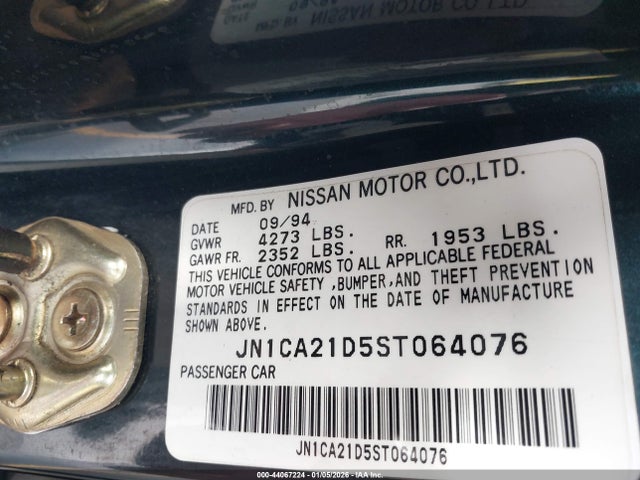 MFD. BY NISSAN MOTOR CO.,LTD.
DATE 09/94
GVWR 4273 LBS.
GAWR FR. 2352 LBS. RR. 1953 LBS.
THIS VEHICLE CONFORMS TO ALL APPLICABLE FEDERAL
MOTOR VEHICLE SAFETY ,BUMPER,AND THEFT PREVENTION
STANDARDS IN EFFECT ON THE DATE OF MANUFACTURE
SHOWN ABOVE.
JN1CA21D5ST064076
PASSENGER CAR
JN1CA21D5ST064076
000-44067224 - 01/05/2026 - IAAI.COM